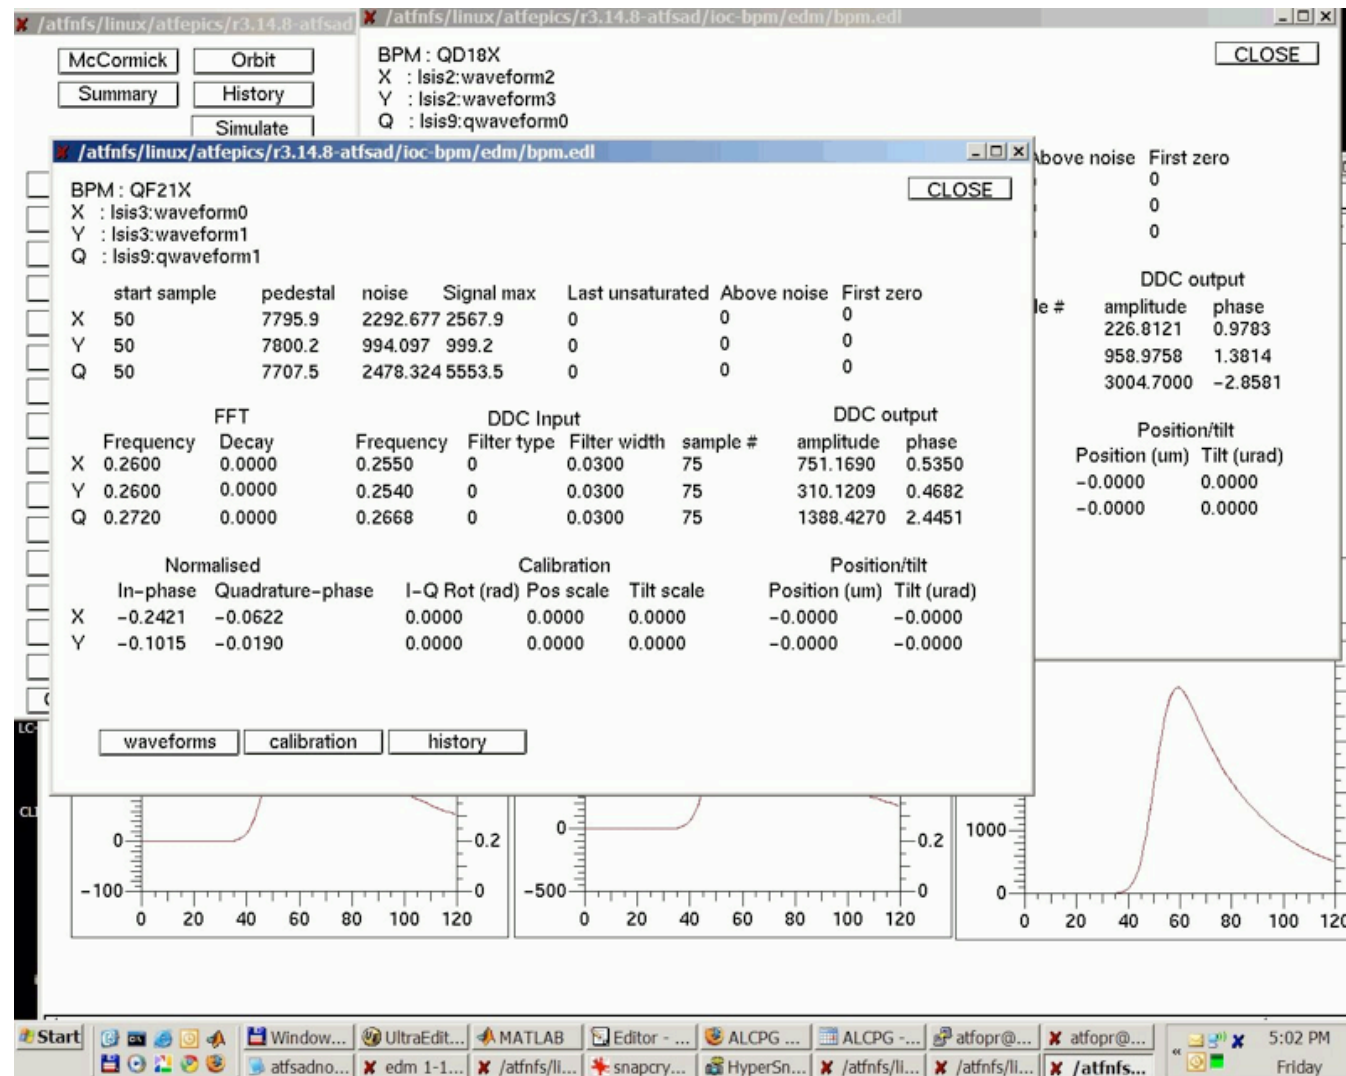 /atfnfs/linux/atfepics/r3.14.8-atfsad
/atfnfs/linux/atfepics/r3.14.8-atfsad/ioc-bpm/edm/bpm.edl
McCormick Orbit
Summary History
Simulate
BPM : QD18X
CLOSE
X : lsis2:waveform2
Y : lsis2:waveform3
Q : lsis9:qwaveform0
Above noise First zero
0
0
0
DDC output
le # amplitude phase
226.8121 0.9783
958.9758 1.3814
3004.7000 -2.8581
Position/tilt
Position (um) Tilt (urad)
-0.0000 0.0000
-0.0000 0.0000
/atfnfs/linux/atfepics/r3.14.8-atfsad/ioc-bpm/edm/bpm.edl
BPM : QF21X
CLOSE
X : lsis3:waveform0
Y : lsis3:waveform1
Q : lsis9:qwaveform1
start sample pedestal noise Signal max Last unsaturated Above noise First zero
X 50 7795.9 2292.677 2567.9 0 0 0
Y 50 7800.2 994.097 999.2 0 0 0
Q 50 7707.5 2478.324 5553.5 0 0 0
FFT DDC Input DDC output
Frequency Decay Frequency Filter type Filter width sample # amplitude phase
X 0.2600 0.0000 0.2550 0 0.0300 75 751.1690 0.5350
Y 0.2600 0.0000 0.2540 0 0.0300 75 310.1209 0.4682
Q 0.2720 0.0000 0.2668 0 0.0300 75 1388.4270 2.4451
Normalised Calibration Position/tilt
In-phase Quadrature-phase I-Q Rot (rad) Pos scale Tilt scale Position (um) Tilt (urad)
X -0.2421 -0.0622 0.0000 0.0000 0.0000 -0.0000 -0.0000
Y -0.1015 -0.0190 0.0000 0.0000 0.0000 -0.0000 -0.0000
waveforms calibration history
LC-
0 0.2 0 0.2 1000
-100 0 -500 0 0
0 20 40 60 80 100 120 0 20 40 60 80 100 120 0 20 40 60 80 100 120
Start Window... UltraEdit... MATLAB Editor - ... ALCPG ... ALCPG -... atfopr@... atfopr@... « 5:02 PM
atfsadno... edm 1-1... /atfnfs/li... snapcry... HyperSn... /atfnfs/li... /atfnfs/li... /atfnfs... Friday